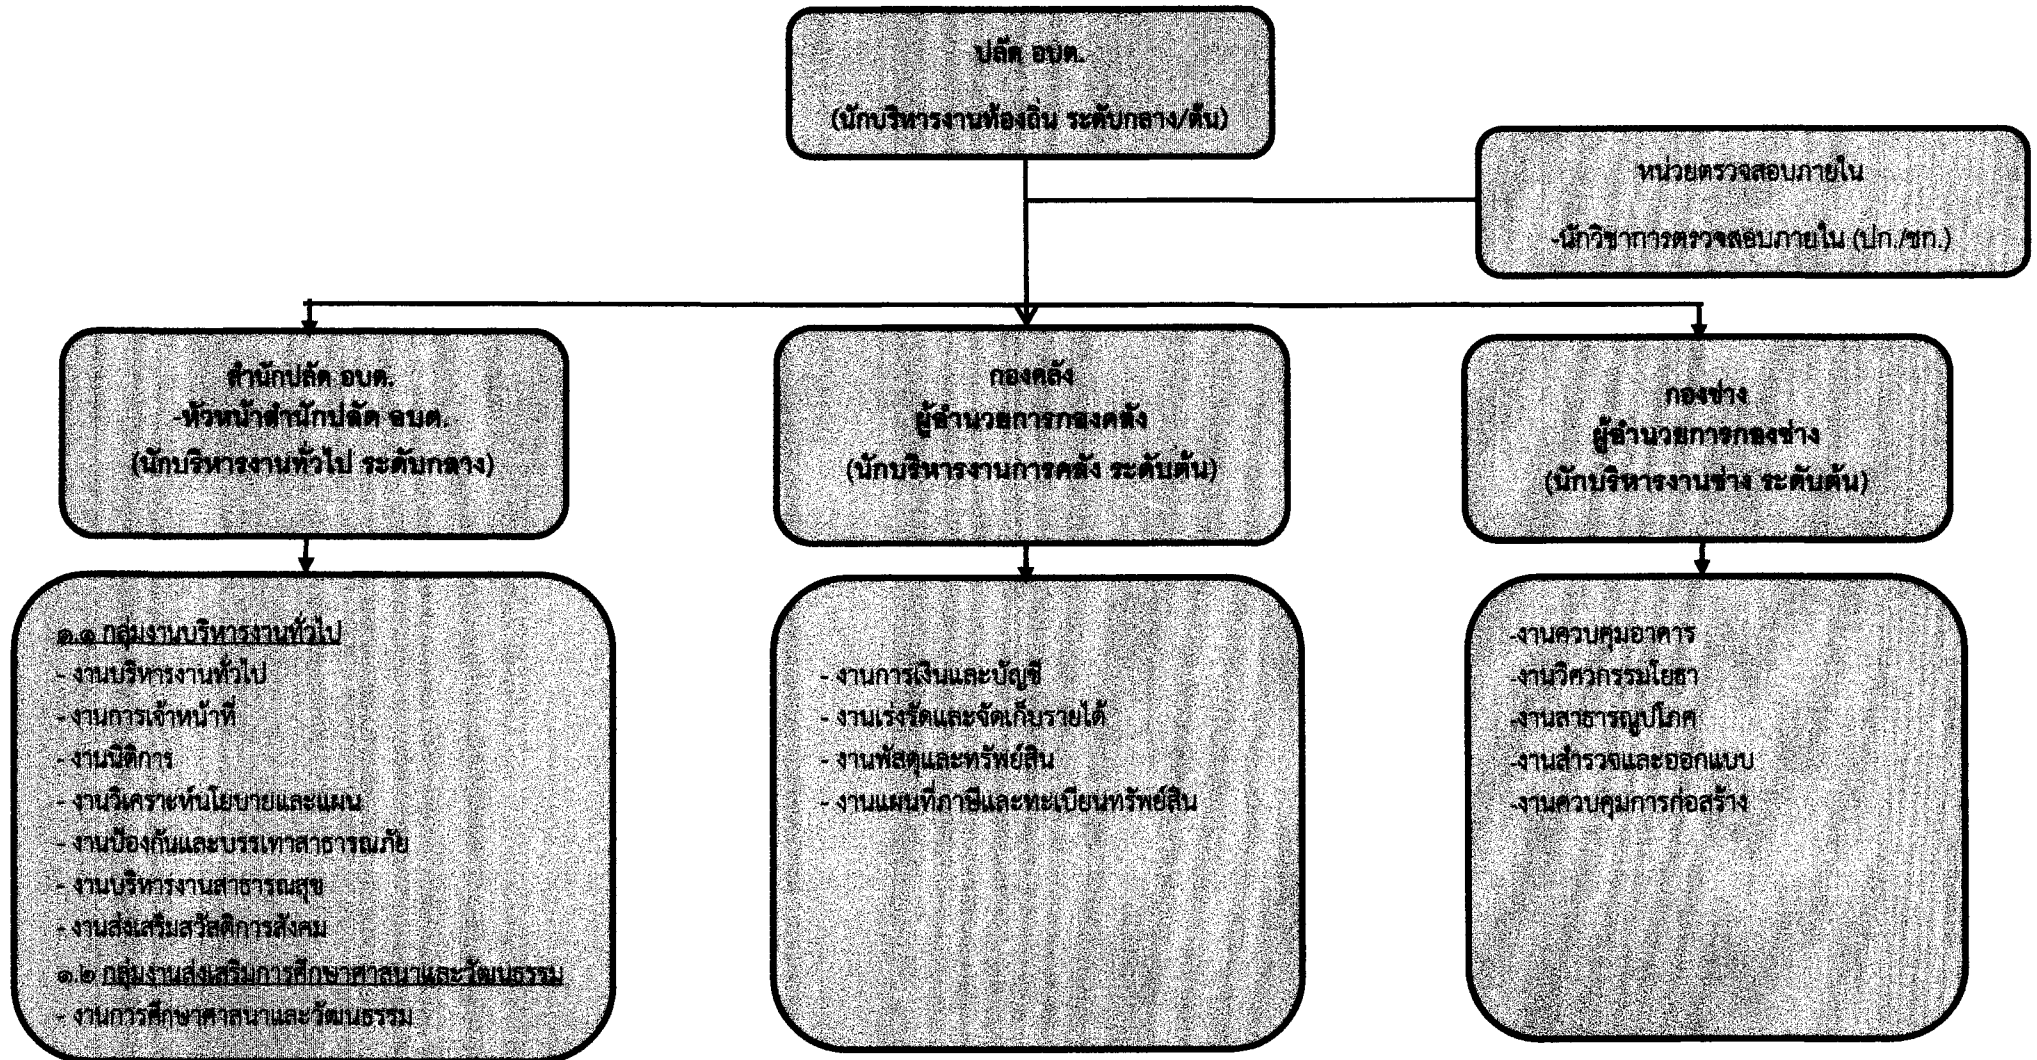 ปลัด อบต.
(นักบริหารงานท้องถิ่น ระดับกลาง/ต้น)
หน่วยตรวจสอบภายใน
-นักวิชาการตรวจสอบภายใน (ปก./ชก.)
สำนักปลัด อบต.
-หัวหน้าสำนักปลัด อบต.
(นักบริหารงานทั่วไป ระดับกลาง)
กองคลัง
ผู้อำนวยการกองคลัง
(นักบริหารงานการคลัง ระดับต้น)
กองช่าง
ผู้อำนวยการกองช่าง
(นักบริหารงานช่าง ระดับต้น)
๑.๑ กลุ่มงานบริหารงานทั่วไป
- งานบริหารงานทั่วไป
- งานการเจ้าหน้าที่
- งานนิติการ
- งานวิเคราะห์นโยบายและแผน
- งานป้องกันและบรรเทาสาธารณภัย
- งานบริหารงานสาธารณสุข
- งานส่งเสริมสวัสดิการสังคม
๑.๒ กลุ่มงานส่งเสริมการศึกษาศาสนาและวัฒนธรรม
- งานการศึกษาศาสนาและวัฒนธรรม
- งานการเงินและบัญชี
- งานเร่งรัดและจัดเก็บรายได้
- งานพัสดุและทรัพย์สิน
- งานแผนที่ภาษีและทะเบียนทรัพย์สิน
-งานควบคุมอาคาร
-งานวิศวกรรมโยธา
-งานสาธารณูปโภค
-งานสำรวจและออกแบบ
-งานควบคุมการก่อสร้าง